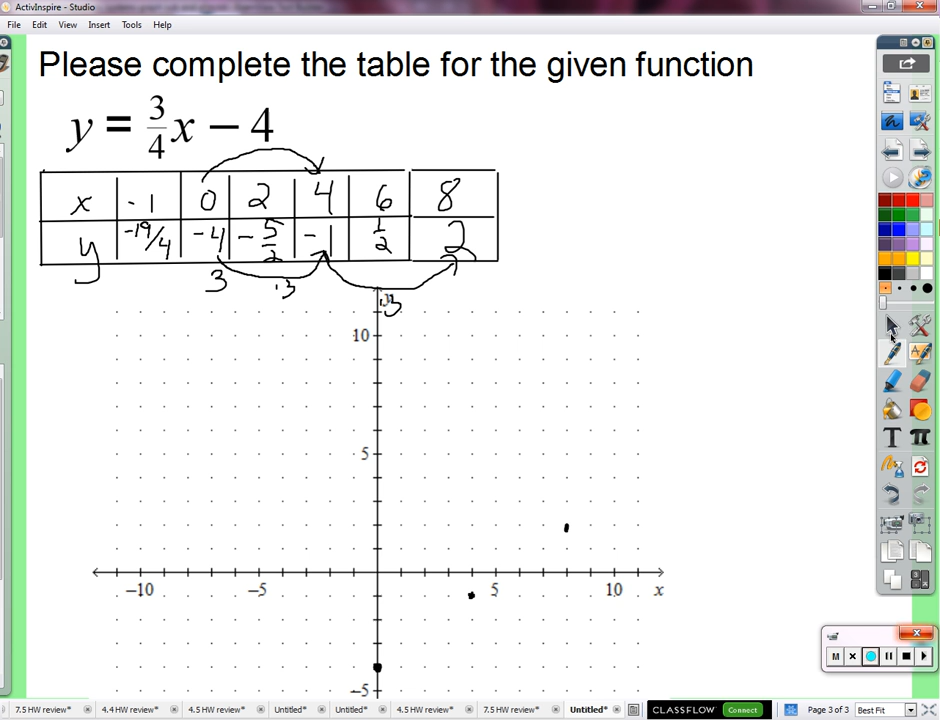 ActivInspire - Studio
File Edit View Insert Tools Help
Please complete the table for the given function
y = 3/4 x − 4
x -1 0 2 4 6 8
y -19/4 -4 -5/2 -1 1/2 2
3 +3 +3
10
5
-10 -5 5 10 x
-5
M
7.5 HW review* 4.4 HW review* 4.5 HW review* Untitled* Untitled* 4.5 HW review* 7.5 HW review* Untitled* CLASSFLOW Connect Page 3 of 3 Best Fit